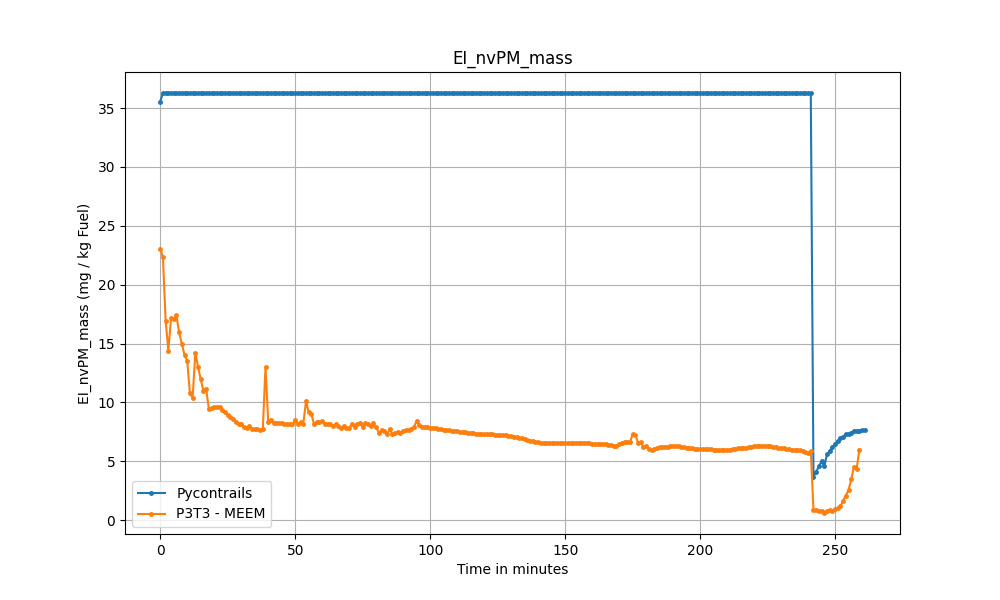 EI_nvPM_mass
EI_nvPM_mass (mg / kg Fuel)
35
30
25
20
15
10
5
0
Pycontrails
P3T3 - MEEM
0 50 100 150 200 250
Time in minutes